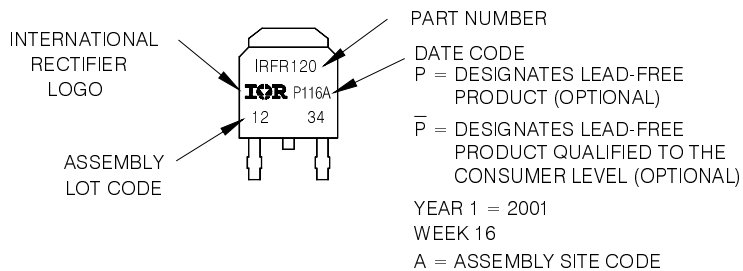 INTERNATIONAL
RECTIFIER
LOGO
ASSEMBLY
LOT CODE
IRFR120
IOR P116A
12 34
PART NUMBER
DATE CODE
P = DESIGNATES LEAD-FREE
PRODUCT (OPTIONAL)
P̅ = DESIGNATES LEAD-FREE
PRODUCT QUALIFIED TO THE
CONSUMER LEVEL (OPTIONAL)
YEAR 1 = 2001
WEEK 16
A = ASSEMBLY SITE CODE